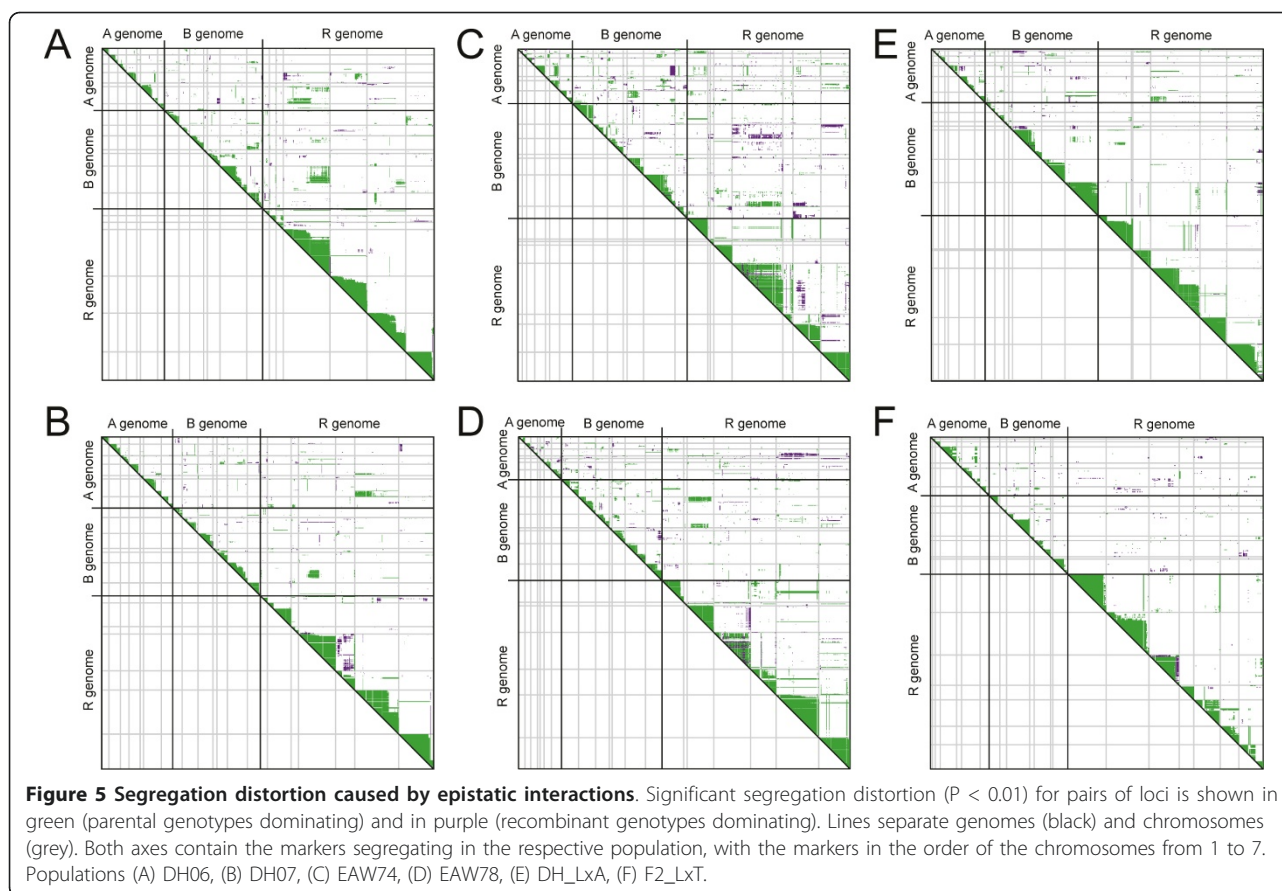 A
A genome B genome R genome
A genome
B genome
R genome
C
A genome B genome R genome
A genome
B genome
R genome
E
A genome B genome R genome
A genome
B genome
R genome
B
A genome B genome R genome
A genome
B genome
R genome
D
A genome B genome R genome
A genome
B genome
R genome
F
A genome B genome R genome
A genome
B genome
R genome
Figure 5 Segregation distortion caused by epistatic interactions. Significant segregation distortion (P < 0.01) for pairs of loci is shown in
green (parental genotypes dominating) and in purple (recombinant genotypes dominating). Lines separate genomes (black) and chromosomes
(grey). Both axes contain the markers segregating in the respective population, with the markers in the order of the chromosomes from 1 to 7.
Populations (A) DH06, (B) DH07, (C) EAW74, (D) EAW78, (E) DH_LxA, (F) F2_LxT.